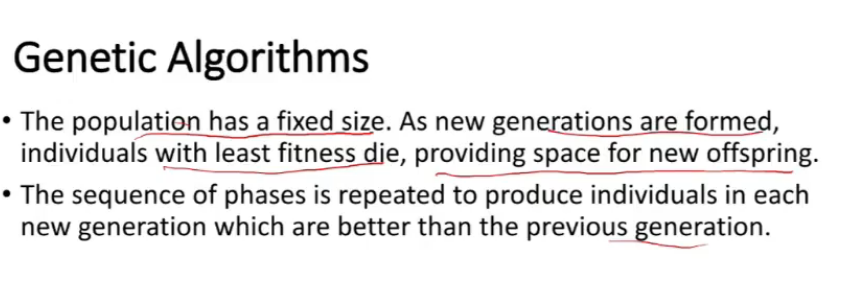 Genetic Algorithms
• The population has a fixed size. As new generations are formed,
individuals with least fitness die, providing space for new offspring.
• The sequence of phases is repeated to produce individuals in each
new generation which are better than the previous generation.